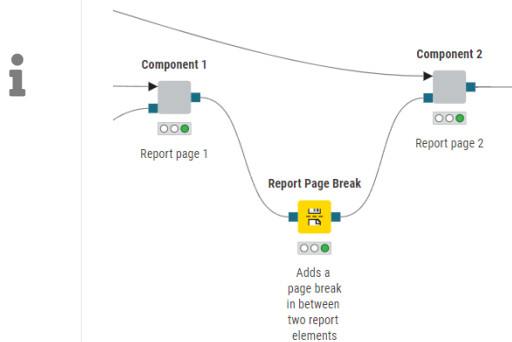 Component 1
Report page 1
Component 2
Report page 2
Report Page Break
Adds a
page break
in between
two report
elements